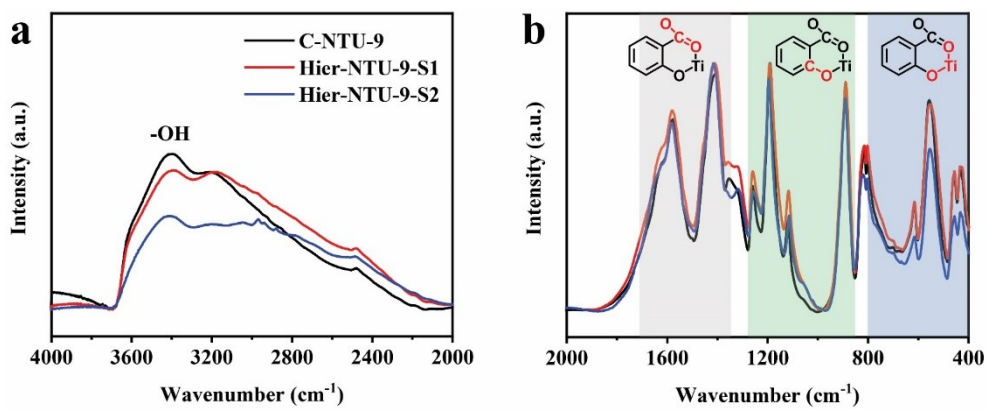 a
C-NTU-9
Hier-NTU-9-S1
Hier-NTU-9-S2
-OH
Intensity (a.u.)
4000 3600 3200 2800 2400 2000
Wavenumber (cm⁻¹)
b
O
C O
Ti
O
O
C O
C O Ti
O
C O
O Ti
Intensity (a.u.)
2000 1600 1200 800 400
Wavenumber (cm⁻¹)